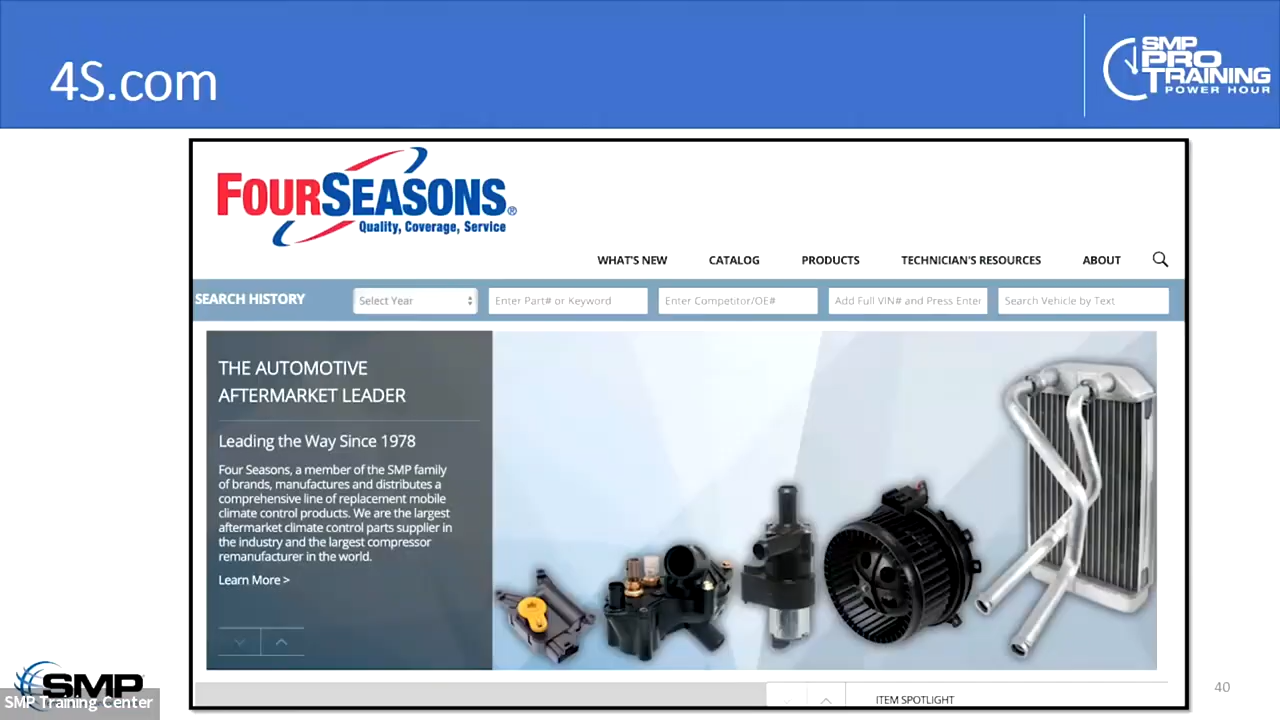 4S.com
SMP
PRO
TRAINING
POWER HOUR
FOURSEASONS®
Quality, Coverage, Service
WHAT'S NEW CATALOG PRODUCTS TECHNICIAN'S RESOURCES ABOUT
SEARCH HISTORY Select Year Enter Part# or Keyword Enter Competitor/OE# Add Full VIN# and Press Enter Search Vehicle by Text
THE AUTOMOTIVE
AFTERMARKET LEADER
Leading the Way Since 1978
Four Seasons, a member of the SMP family
of brands, manufactures and distributes a
comprehensive line of replacement mobile
climate control products. We are the largest
aftermarket climate control parts supplier in
the industry and the largest compressor
remanufacturer in the world.
Learn More >
ITEM SPOTLIGHT
SMP
SMP Training Center
40